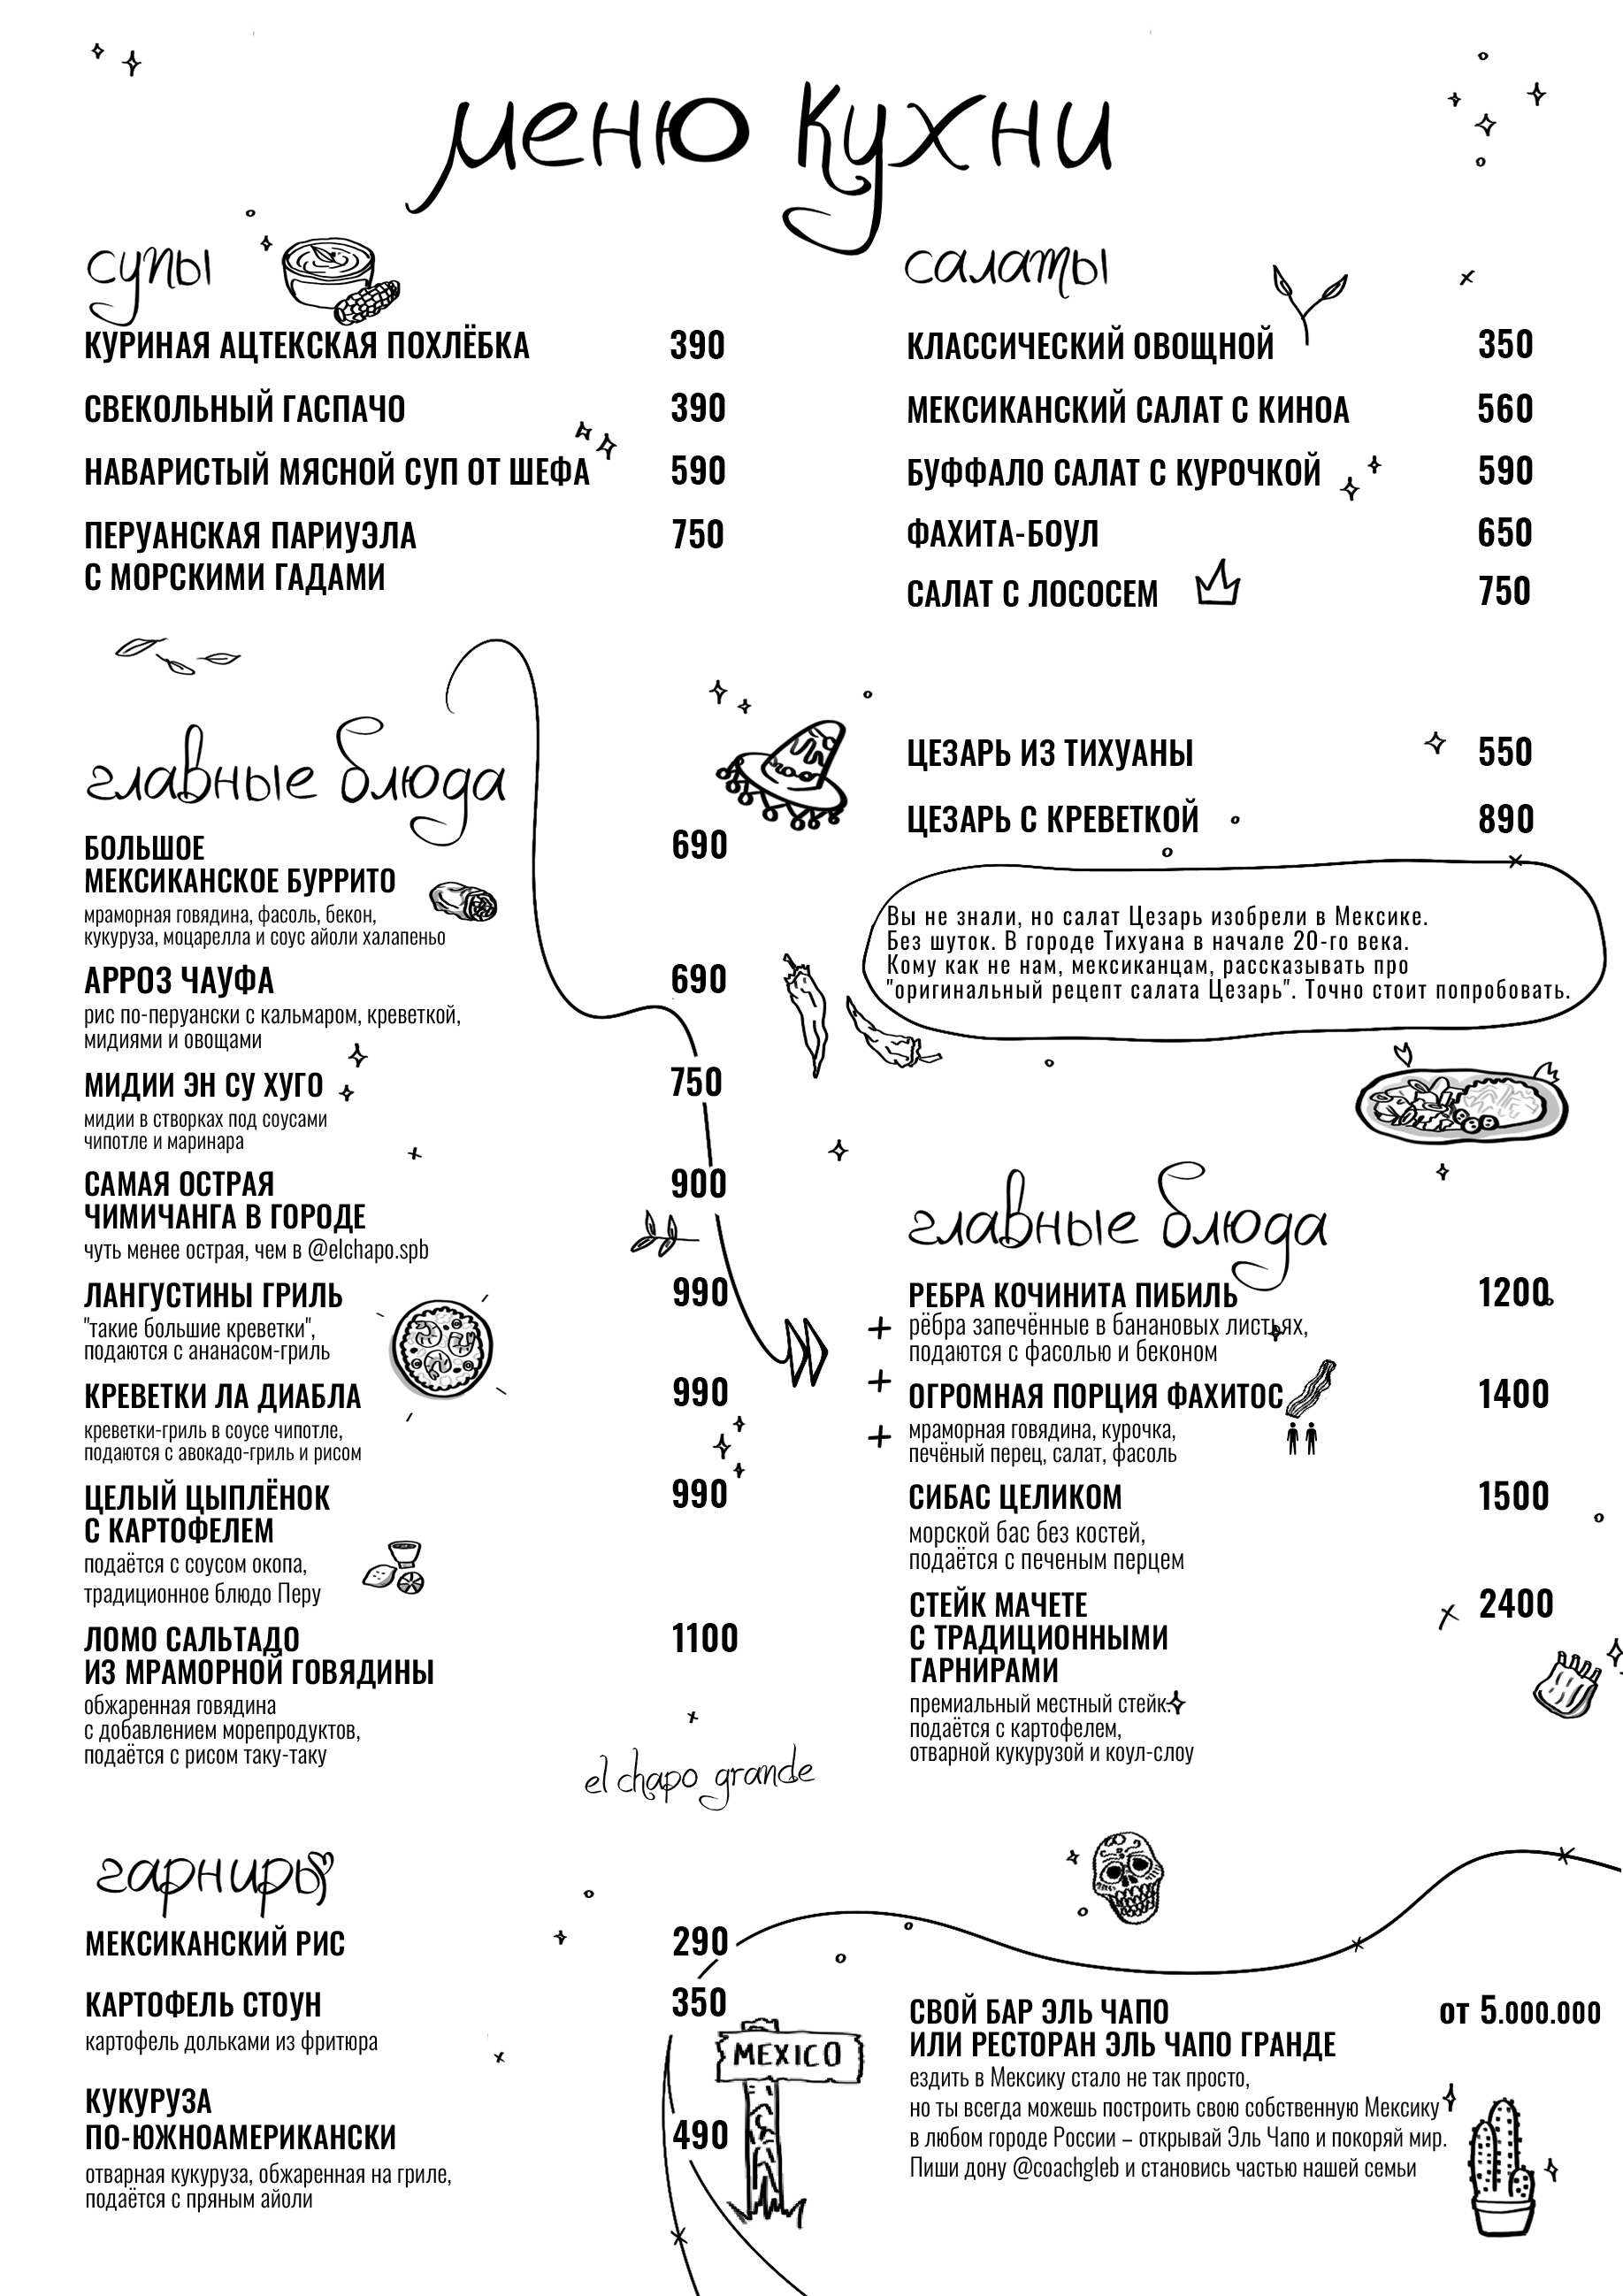 меню кухни
супы
КУРИНАЯ АЦТЕКСКАЯ ПОХЛЁБКА 390
СВЕКОЛЬНЫЙ ГАСПАЧО 390
НАВАРИСТЫЙ МЯСНОЙ СУП ОТ ШЕФА 590
ПЕРУАНСКАЯ ПАРИУЭЛА 750
С МОРСКИМИ ГАДАМИ
салаты
КЛАССИЧЕСКИЙ ОВОЩНОЙ 350
МЕКСИКАНСКИЙ САЛАТ С КИНОА 560
БУФФАЛО САЛАТ С КУРОЧКОЙ 590
ФАХИТА-БОУЛ 650
САЛАТ С ЛОСОСЕМ 750
ЦЕЗАРЬ ИЗ ТИХУАНЫ 550
ЦЕЗАРЬ С КРЕВЕТКОЙ 890
Вы не знали, но салат Цезарь изобрели в Мексике.
Без шуток. В городе Тихуана в начале 20-го века.
Кому как не нам, мексиканцам, рассказывать про
"оригинальный рецепт салата Цезарь". Точно стоит попробовать.
главные блюда
БОЛЬШОЕ 690
МЕКСИКАНСКОЕ БУРРИТО
мраморная говядина, фасоль, бекон,
кукуруза, моцарелла и соус айоли халапеньо
АРРОЗ ЧАУФА 690
рис по-перуански с кальмаром, креветкой,
мидиями и овощами
МИДИИ ЭН СУ ХУГО 750
мидии в створках под соусами
чипотле и маринара
САМАЯ ОСТРАЯ 900
ЧИМИЧАНГА В ГОРОДЕ
чуть менее острая, чем в @elchapo.spb
ЛАНГУСТИНЫ ГРИЛЬ 990
"такие большие креветки",
подаются с ананасом-гриль
КРЕВЕТКИ ЛА ДИАБЛА 990
креветки-гриль в соусе чипотле,
подаются с авокадо-гриль и рисом
ЦЕЛЫЙ ЦЫПЛЁНОК 990
С КАРТОФЕЛЕМ
подаётся с соусом окопа,
традиционное блюдо Перу
ЛОМО САЛЬТАДО 1100
ИЗ МРАМОРНОЙ ГОВЯДИНЫ
обжаренная говядина
с добавлением морепродуктов,
подаётся с рисом таку-таку
главные блюда
РЕБРА КОЧИНИТА ПИБИЛЬ 1200
рёбра запечённые в банановых листьях,
подаются с фасолью и беконом
ОГРОМНАЯ ПОРЦИЯ ФАХИТОС 1400
мраморная говядина, курочка,
печёный перец, салат, фасоль
СИБАС ЦЕЛИКОМ 1500
морской бас без костей,
подаётся с печеным перцем
СТЕЙК МАЧЕТЕ 2400
С ТРАДИЦИОННЫМИ
ГАРНИРАМИ
премиальный местный стейк.
подаётся с картофелем,
отварной кукурузой и коул-слоу
el chapo grande
гарниры
МЕКСИКАНСКИЙ РИС 290
КАРТОФЕЛЬ СТОУН 350
картофель дольками из фритюра
КУКУРУЗА
ПО-ЮЖНОАМЕРИКАНСКИ 490
отварная кукуруза, обжаренная на гриле,
подаётся с пряным айоли
MEXICO
СВОЙ БАР ЭЛЬ ЧАПО от 5.000.000
ИЛИ РЕСТОРАН ЭЛЬ ЧАПО ГРАНДЕ
ездить в Мексику стало не так просто,
но ты всегда можешь построить свою собственную Мексику
в любом городе России – открывай Эль Чапо и покоряй мир.
Пиши дону @coachgleb и становись частью нашей семьи